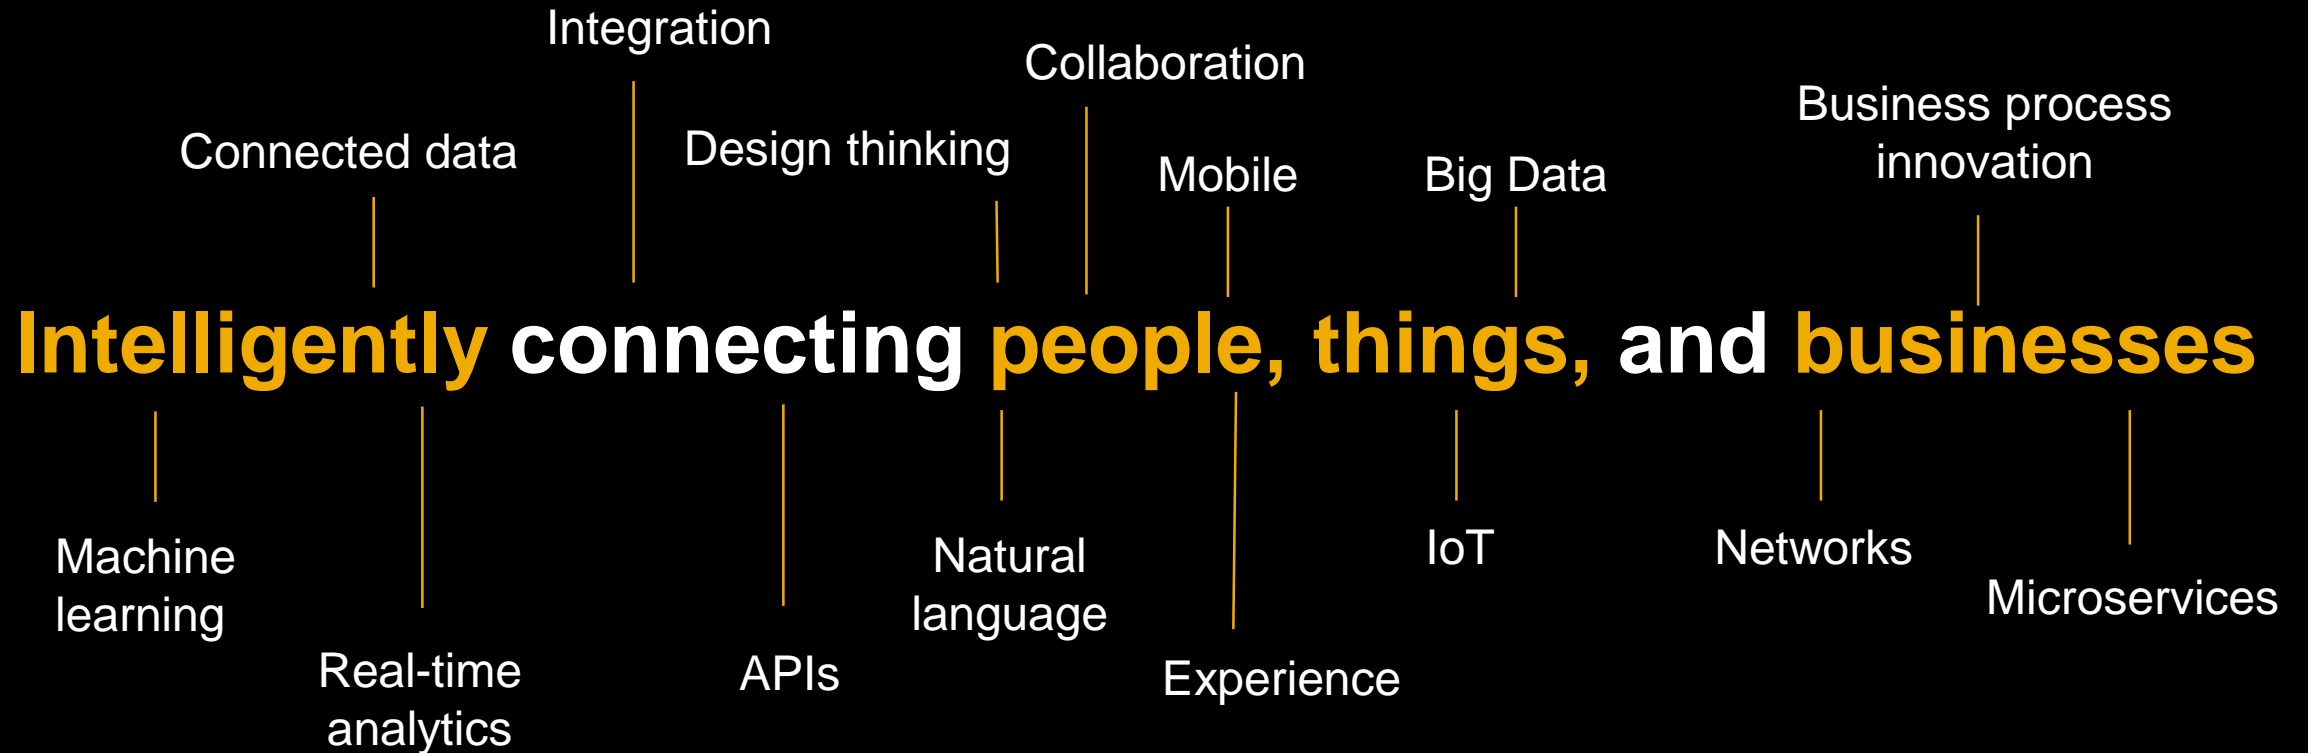 Integration
Collaboration
Business process
innovation
Connected data
Design thinking
Mobile
Big Data
Intelligently connecting people, things, and businesses
Machine
learning
Real-time
analytics
APIs
Natural
language
Experience
IoT
Networks
Microservices